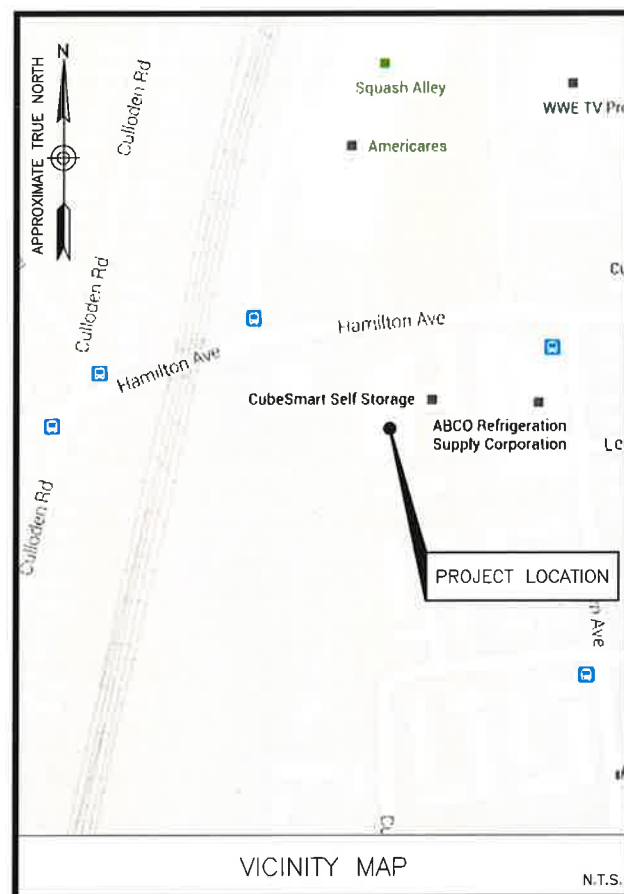 N
APPROXIMATE TRUE NORTH
Culloden Rd
Squash Alley
WWE TV Pro
Americares
Culloden Rd
Hamilton Ave
Hamilton Ave
CubeSmart Self Storage
ABCO Refrigeration
Supply Corporation
Culloden Rd
PROJECT LOCATION
Ave
VICINITY MAP
N.T.S.